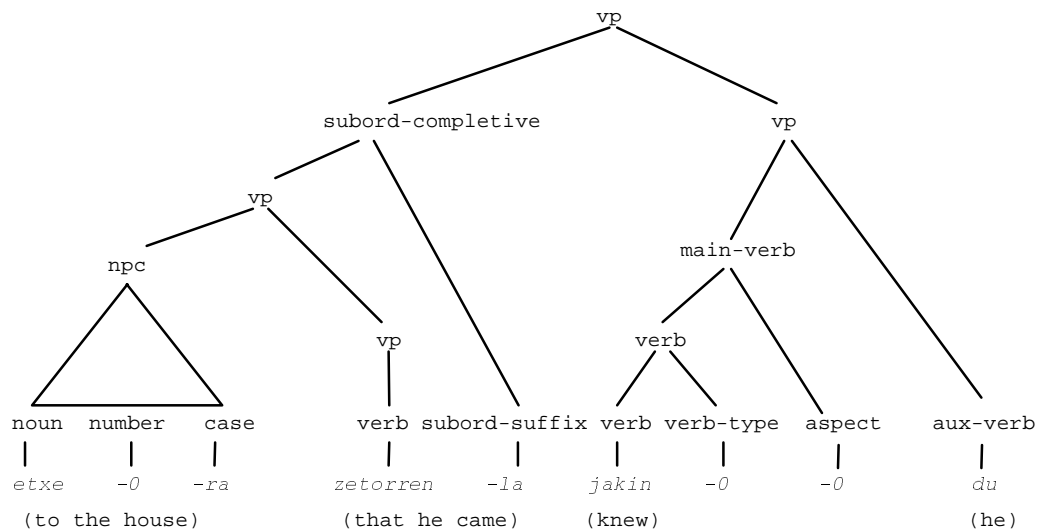 vp
subord-completive vp
vp
main-verb
npc
vp verb
noun number case verb subord-suffix verb verb-type aspect aux-verb
etxe -0 -ra zetorren -la jakin -0 -0 du
(to the house) (that he came) (knew) (he)